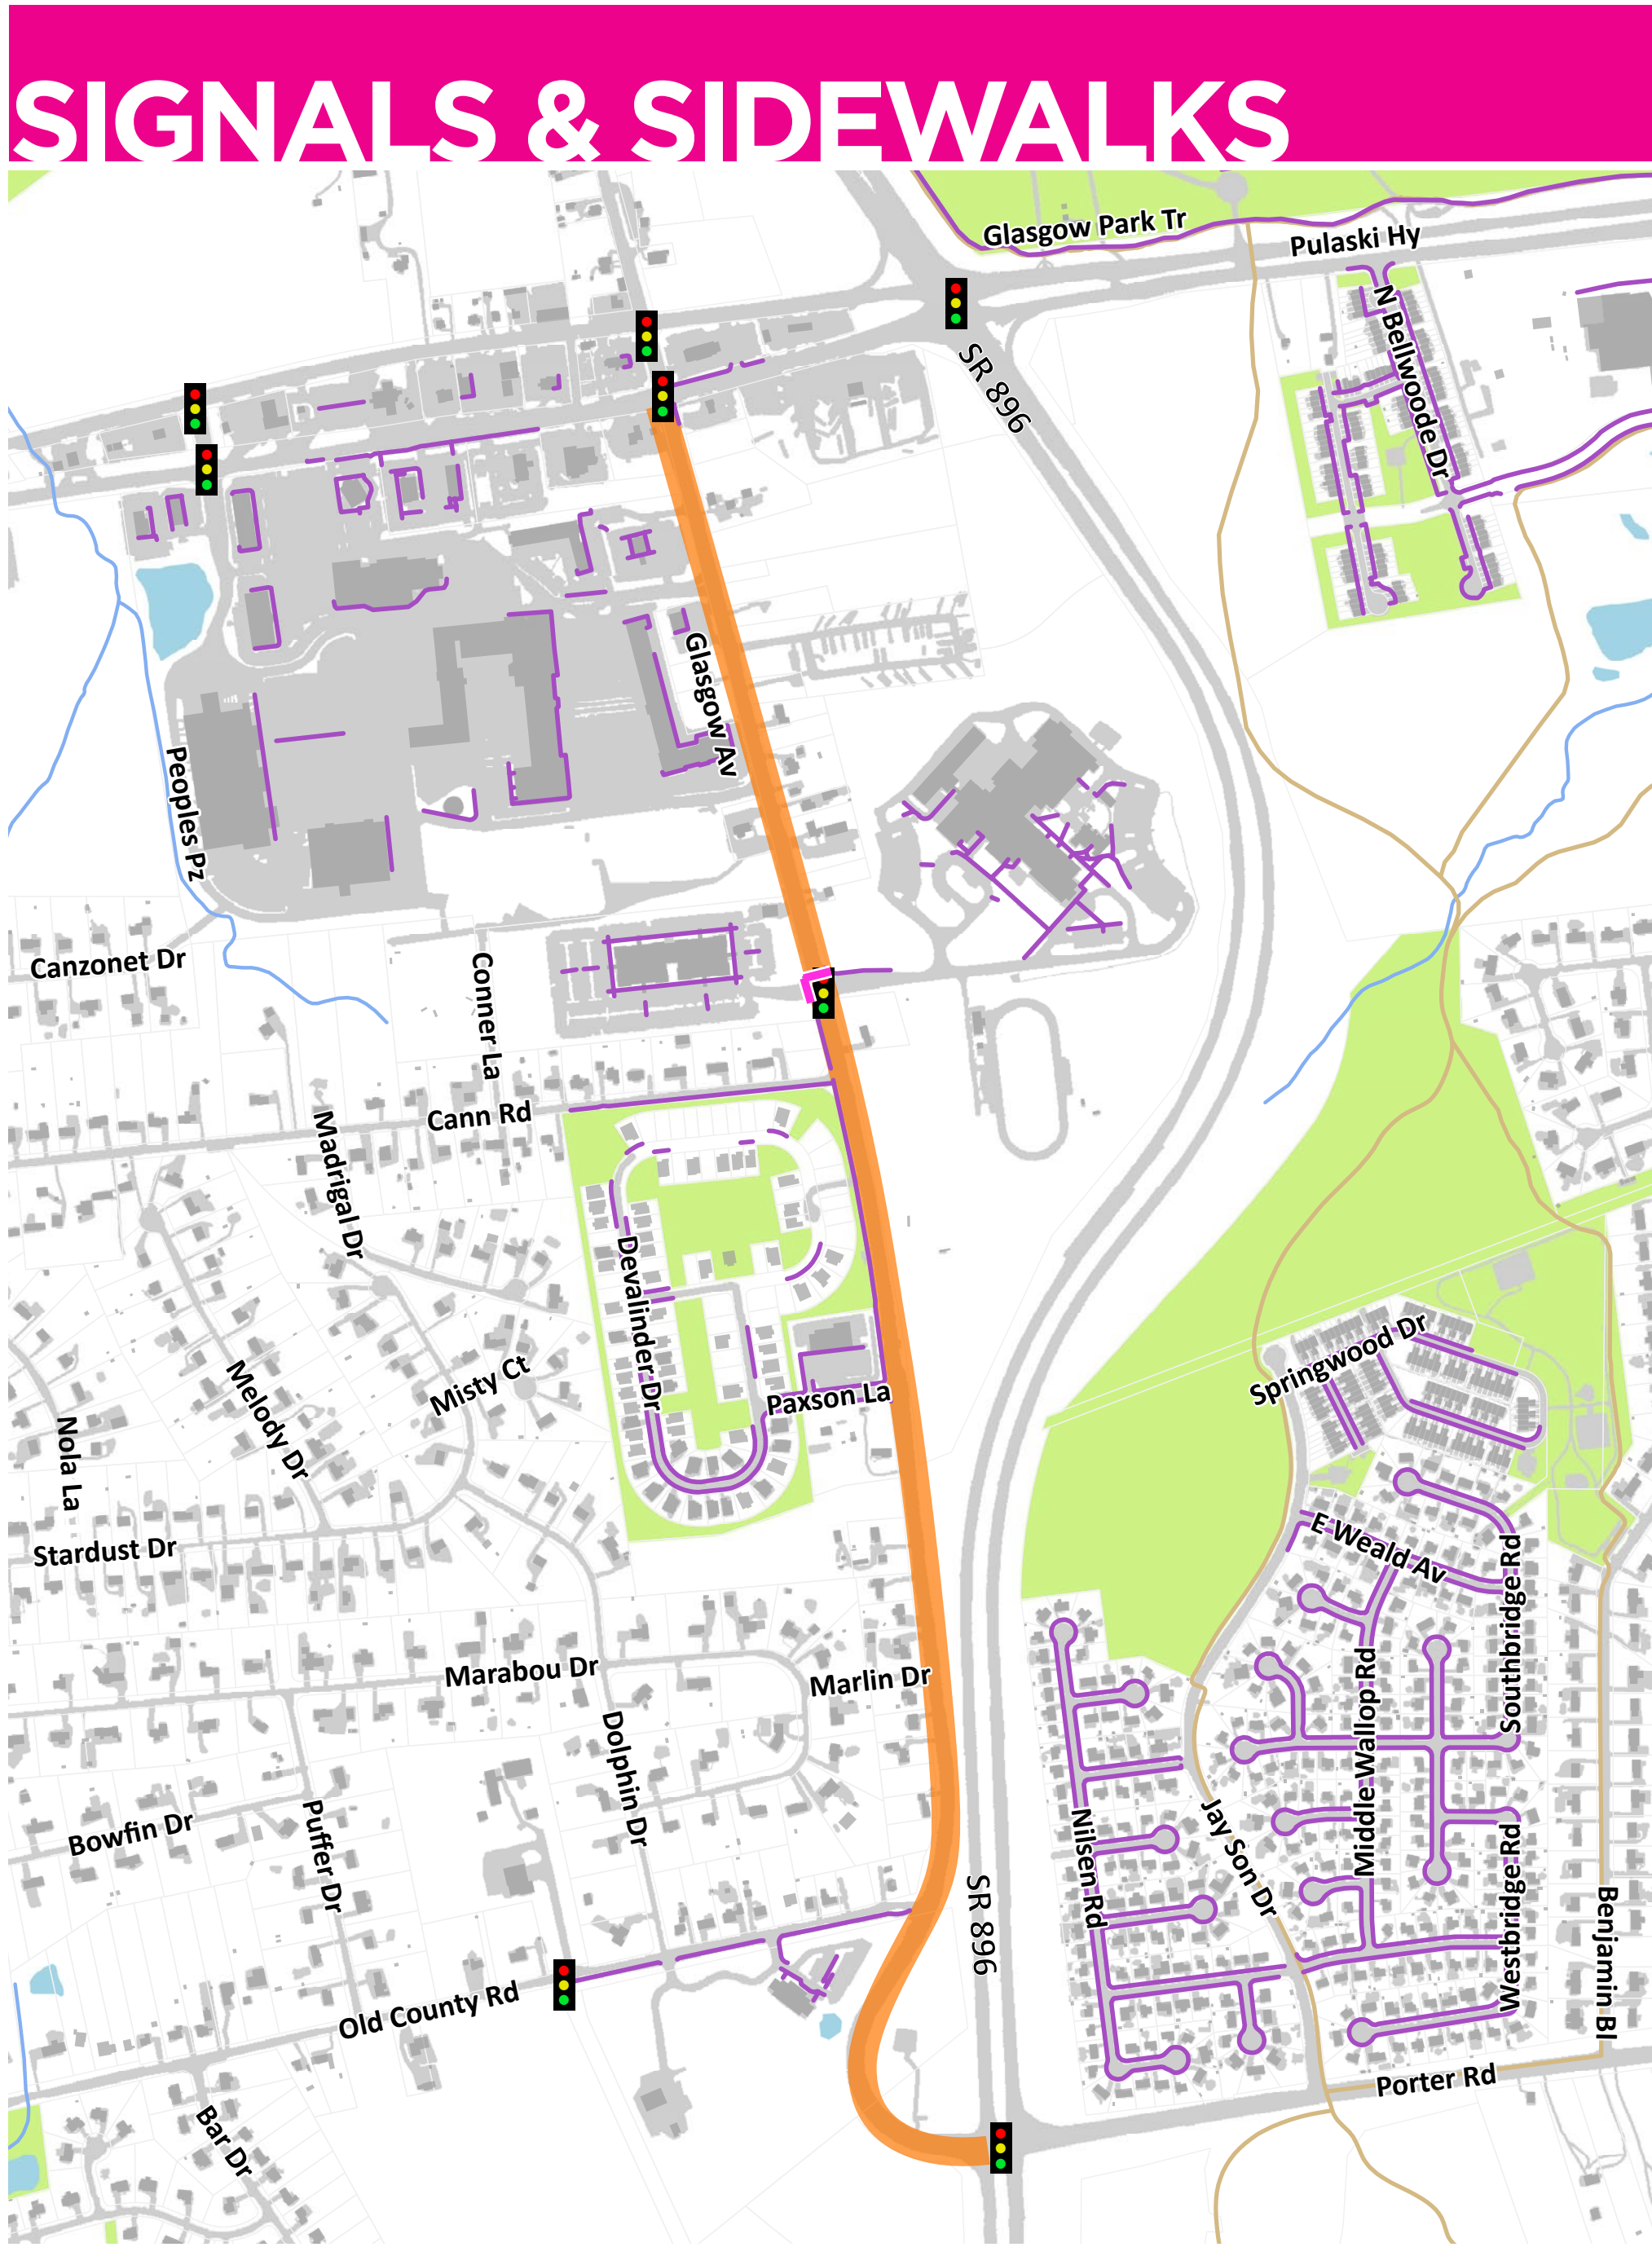 SIGNALS & SIDEWALKS
Glasgow Park Tr
Pulaski Hy
N Bellwoode Dr
SR 896
Glasgow Av
Peoples Pz
Canzonet Dr
Conner La
Cann Rd
Madrigal Dr
Devalinder Dr
Springwood Dr
Misty Ct
Melody Dr
Paxson La
Nola La
E Weald Av
Stardust Dr
Southbridge Rd
Marabou Dr
Marlin Dr
Middle Wallop Rd
Dolphin Dr
Bowfin Dr
Puffer Dr
Nilsen Rd
Jay Son Dr
Westbridge Rd
SR 896
Benjamin Bl
Old County Rd
Porter Rd
Bar Dr